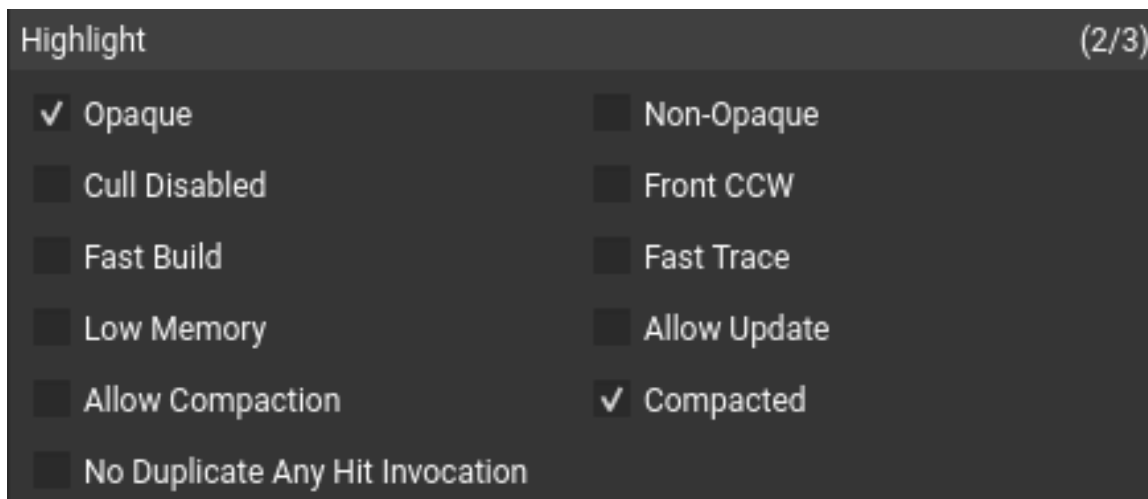 Highlight (2/3)
Opaque Non-Opaque
Cull Disabled Front CCW
Fast Build Fast Trace
Low Memory Allow Update
Allow Compaction Compacted
No Duplicate Any Hit Invocation